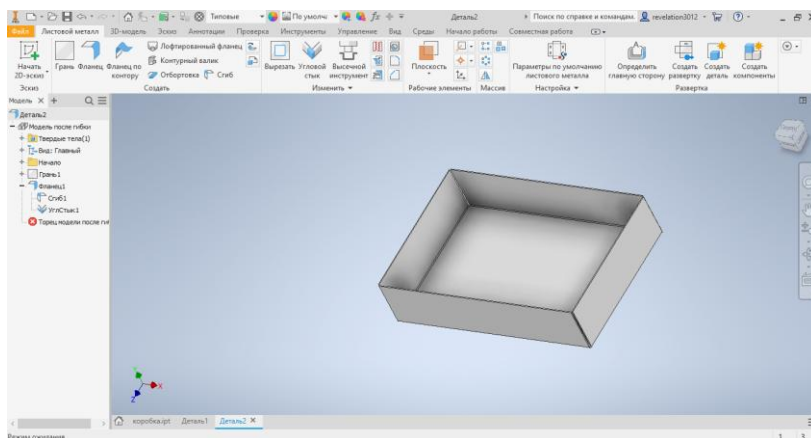 Типовые По умолч Деталь2 Поиск по справке и командам revelation3012
Файл Листовой металл 3D-модель Эскиз Аннотации Проверка Инструменты Управление Вид Среды Начало работы Совместная работа
Лофтированный фланец
Контурный валик
Отбортовка Сгиб
Начать 2D-эскиз Грань Фланец Фланец по контору Вырезать Угловой стык Высечной инструмент Плоскость Параметры по умолчанию листового металла Определить главную сторону Создать развертку Создать деталь Создать компоненты
Эскиз Создать Изменить Рабочие элементы Массив Настройка Развертка
Модель
Деталь2
Модель после гибки
Твердые тела(1)
Вид: Главный
Начало
Грань1
Фланец1
Сгиб1
УглСтык1
Торец модели после ги
Y
X
Z
коробка.ipt Деталь1 Деталь2
Режим ожидания 1 3